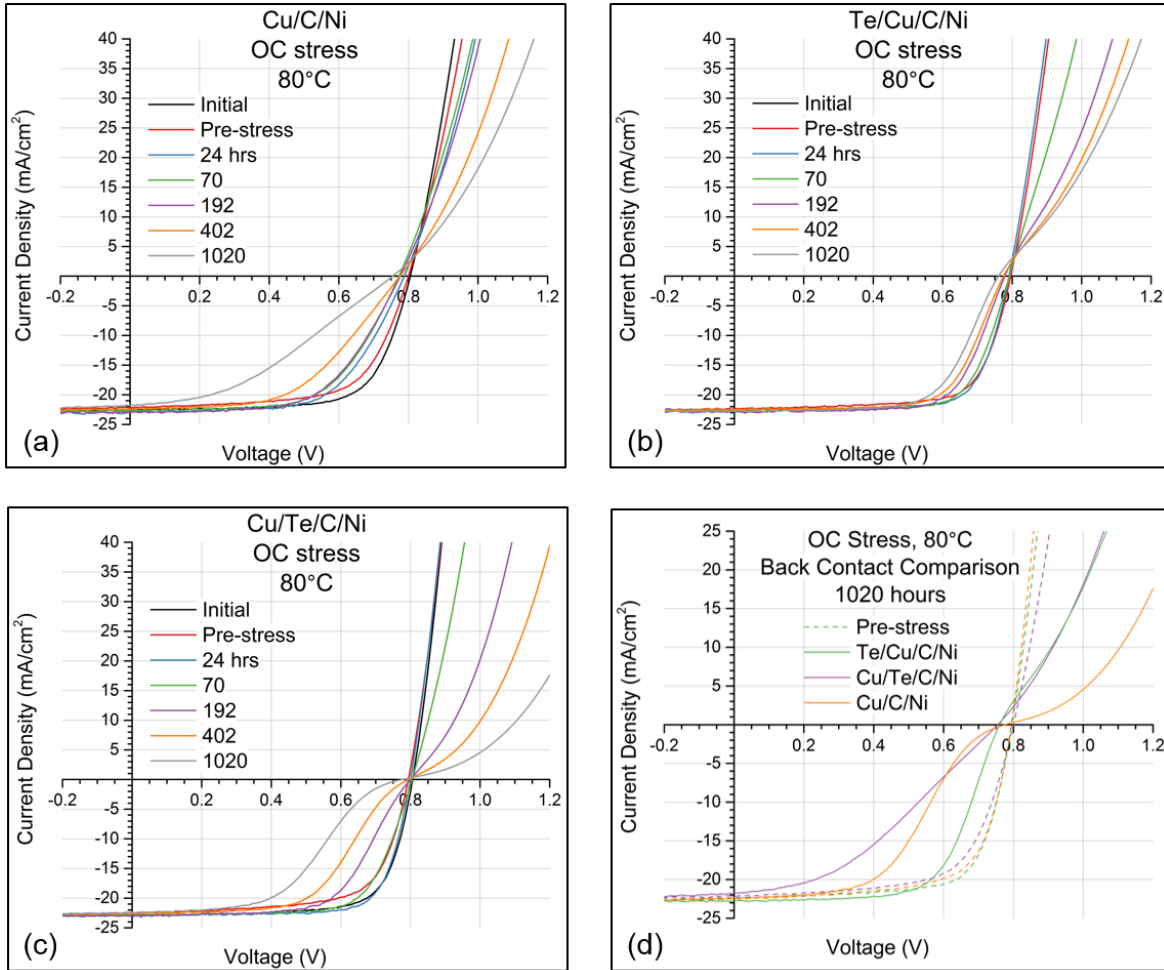 Cu/C/Ni
OC stress
80°C
Initial
Pre-stress
24 hrs
70
192
402
1020
Current Density (mA/cm²)
40
35
30
25
20
15
10
5
-5
-10
-15
-20
-25
-0.2 0.2 0.4 0.6 0.8 1.0 1.2
0
Voltage (V)
(a)
Te/Cu/C/Ni
OC stress
80°C
Initial
Pre-stress
24 hrs
70
192
402
1020
Current Density (mA/cm²)
40
35
30
25
20
15
10
5
-5
-10
-15
-20
-25
-0.2 0.2 0.4 0.6 0.8 1.0 1.2
0
Voltage (V)
(b)
Cu/Te/C/Ni
OC stress
80°C
Initial
Pre-stress
24 hrs
70
192
402
1020
Current Density (mA/cm²)
40
35
30
25
20
15
10
5
-5
-10
-15
-20
-25
-0.2 0.2 0.4 0.6 0.8 1.0 1.2
0
Voltage (V)
(c)
OC Stress, 80°C
Back Contact Comparison
1020 hours
Pre-stress
Te/Cu/C/Ni
Cu/Te/C/Ni
Cu/C/Ni
Current Density (mA/cm²)
25
20
15
10
5
-5
-10
-15
-20
-25
-0.2 0.2 0.4 0.6 0.8 1.0 1.2
0
Voltage (V)
(d)